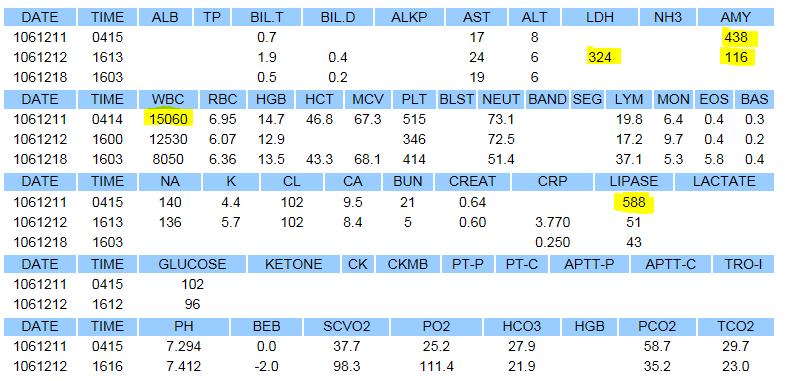 DATE TIME ALB TP BIL.T BIL.D ALKP AST ALT LDH NH3 AMY
1061211 0415 0.7 17 8 438
1061212 1613 1.9 0.4 24 6 324 116
1061218 1603 0.5 0.2 19 6
DATE TIME WBC RBC HGB HCT MCV PLT BLST NEUT BAND SEG LYM MON EOS BAS
1061211 0414 15060 6.95 14.7 46.8 67.3 515 73.1 19.8 6.4 0.4 0.3
1061212 1600 12530 6.07 12.9 346 72.5 17.2 9.7 0.4 0.2
1061218 1603 8050 6.36 13.5 43.3 68.1 414 51.4 37.1 5.3 5.8 0.4
DATE TIME NA K CL CA BUN CREAT CRP LIPASE LACTATE
1061211 0415 140 4.4 102 9.5 21 0.64 588
1061212 1613 136 5.7 102 8.4 5 0.60 3.770 51
1061218 1603 0.250 43
DATE TIME GLUCOSE KETONE CK CKMB PT-P PT-C APTT-P APTT-C TRO-I
1061211 0415 102
1061212 1612 96
DATE TIME PH BEB SCVO2 PO2 HCO3 HGB PCO2 TCO2
1061211 0415 7.294 0.0 37.7 25.2 27.9 58.7 29.7
1061212 1616 7.412 -2.0 98.3 111.4 21.9 35.2 23.0